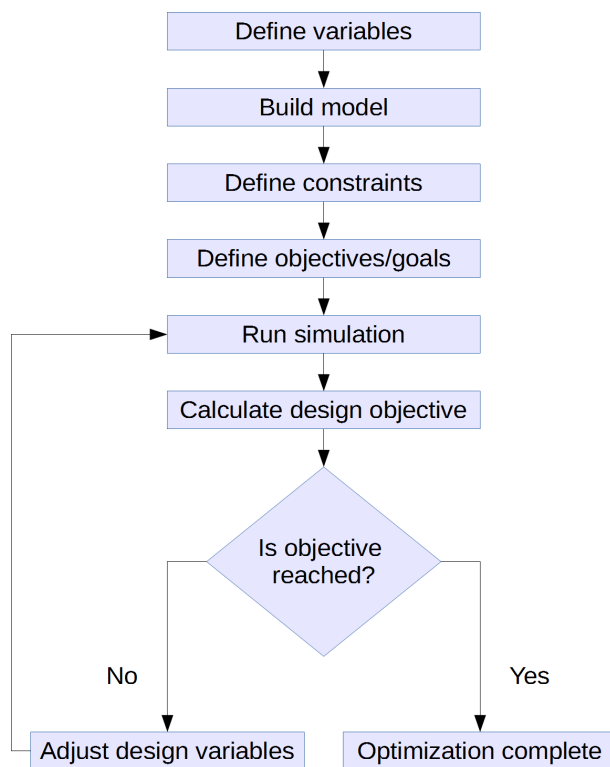 Define variables
Build model
Define constraints
Define objectives/goals
Run simulation
Calculate design objective
Is objective
reached?
No
Yes
Adjust design variables
Optimization complete